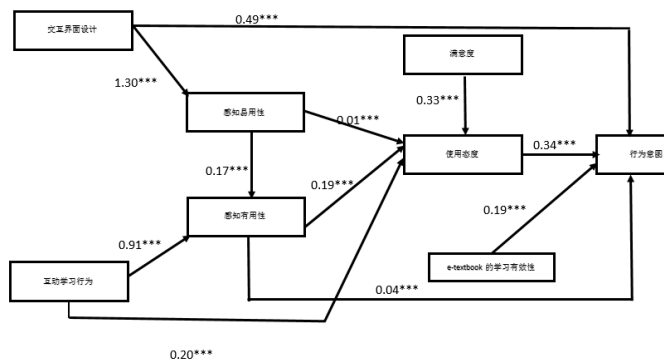 交互界面设计
0.49***
满意度
1.30***
感知易用性
0.01***
0.33***
使用态度
0.34***
行为意图
0.17***
0.19***
感知有用性
0.19***
0.91***
互动学习行为
e-textbook 的学习有效性
0.04***
0.20***